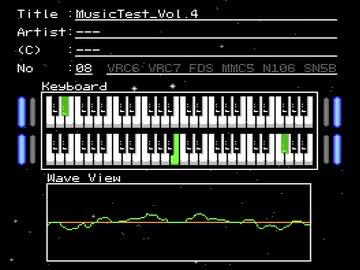 Title :MusicTest_Vol.4
Artist:---
(C)   :---
No    :08 VRC6 VRC7 FDS MMC5 N106 SN5B
Keyboard
Wave View